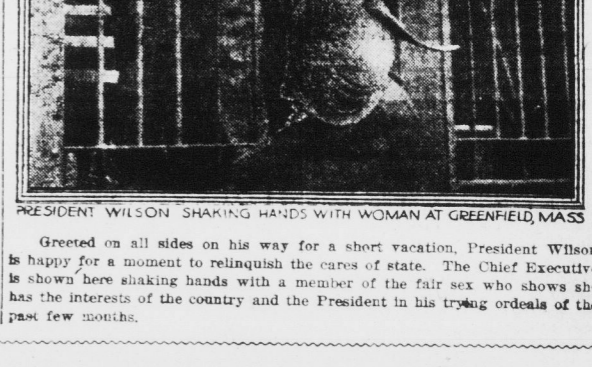 PRESIDENT WILSON SHAKING HANDS WITH WOMAN AT GREENFIELD, MASS
Greeted on all sides on his way for a short vacation, President Wilson
is happy for a moment to relinquish the cares of state. The Chief Executive
is shown here shaking hands with a member of the fair sex who shows sh
has the interests of the country and the President in his trying ordeals of th
past few months.